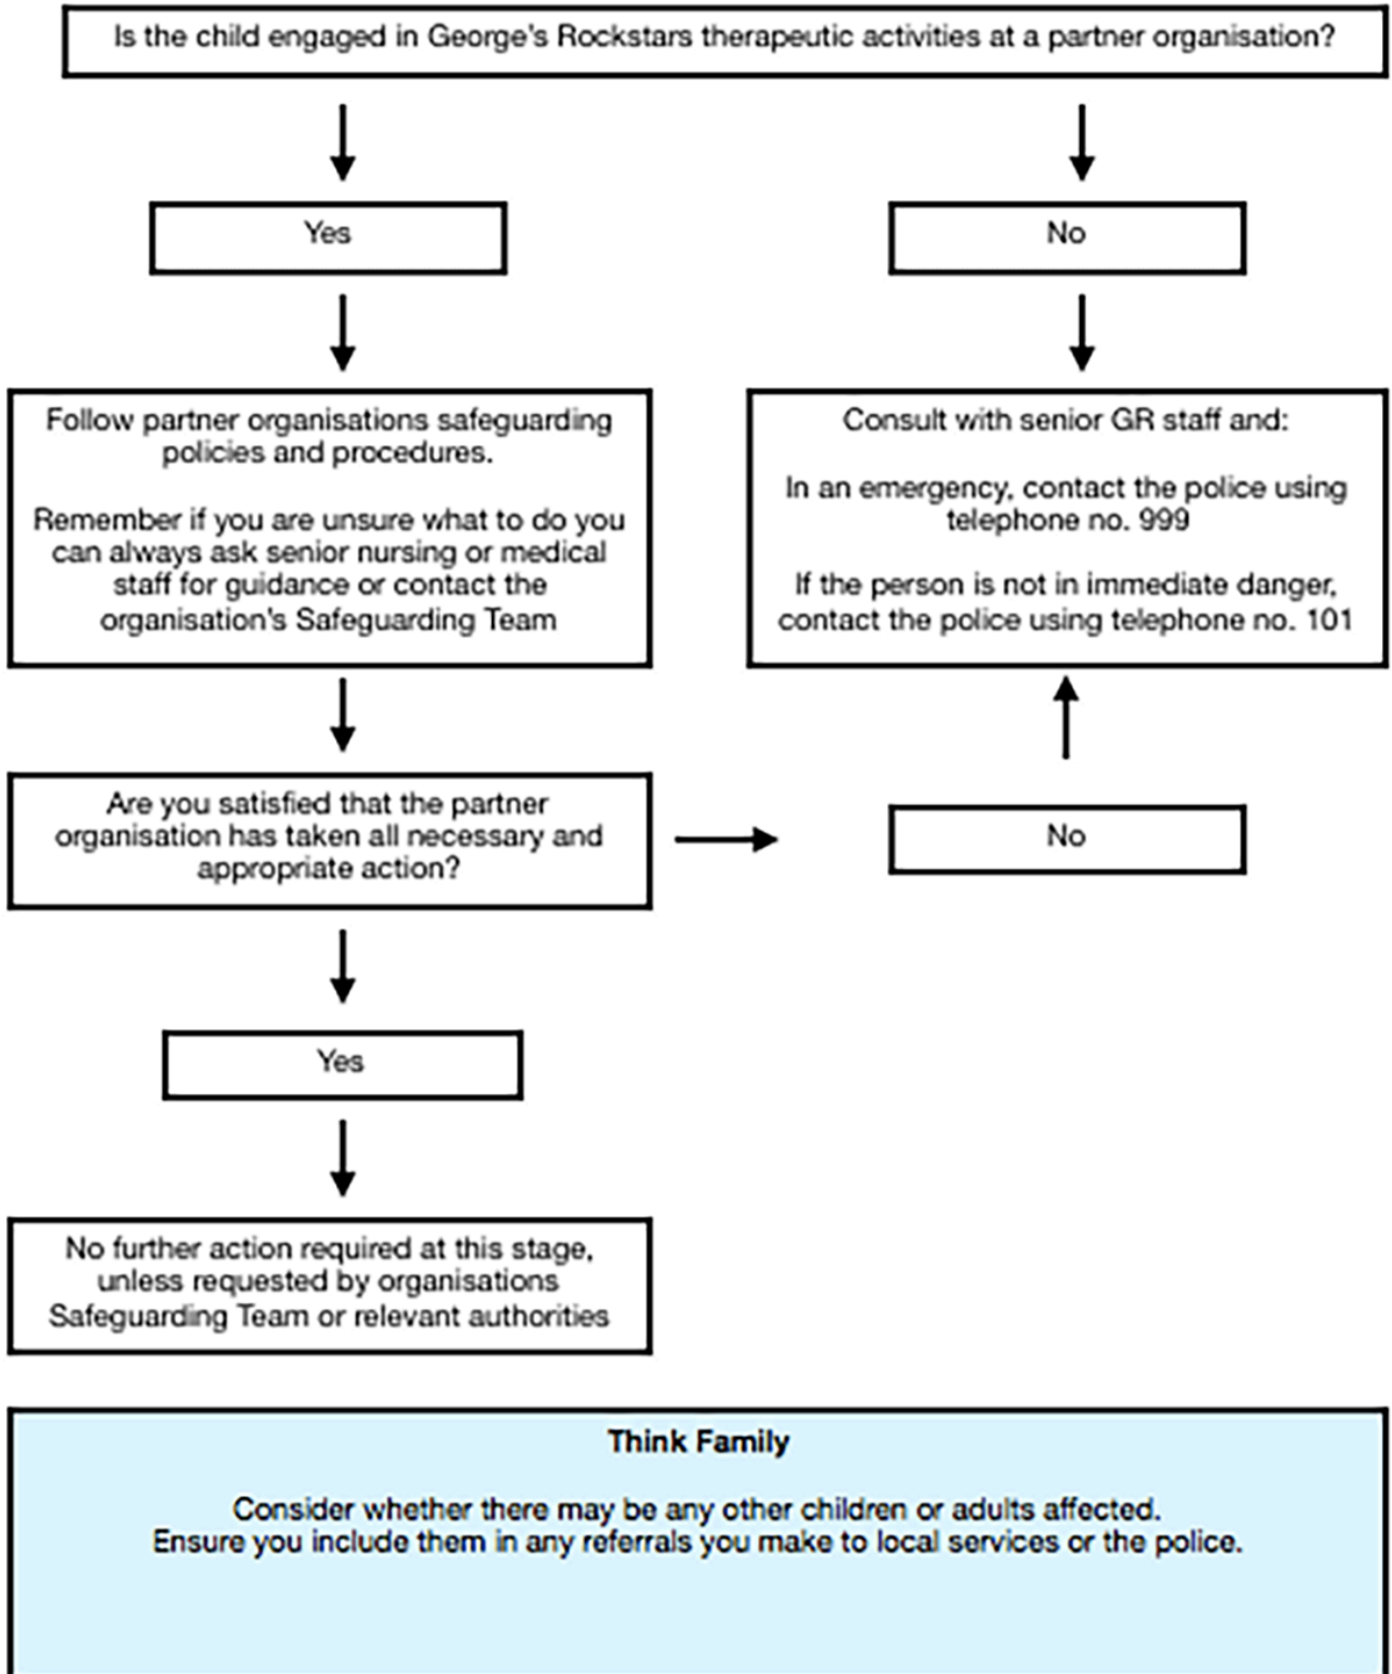 Is the child engaged in George's Rockstars therapeutic activities at a partner organisation?
Yes
No
Follow partner organisations safeguarding
policies and procedures.
Remember if you are unsure what to do you
can always ask senior nursing or medical
staff for guidance or contact the
organisation's Safeguarding Team
Consult with senior GR staff and:
In an emergency, contact the police using
telephone no. 999
If the person is not in immediate danger,
contact the police using telephone no. 101
Are you satisfied that the partner
organisation has taken all necessary and
appropriate action?
No
Yes
No further action required at this stage,
unless requested by organisations
Safeguarding Team or relevant authorities
Think Family
Consider whether there may be any other children or adults affected.
Ensure you include them in any referrals you make to local services or the police.